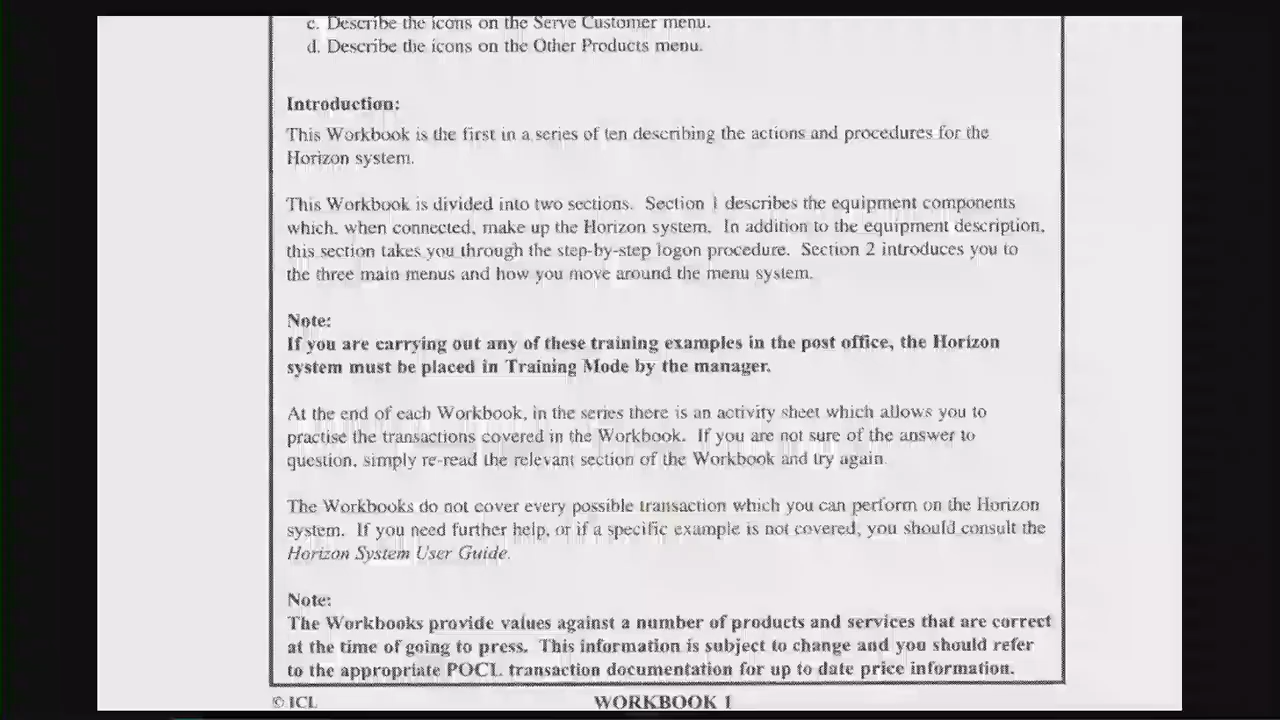 c. Describe the icons on the Serve Customer menu.
d. Describe the icons on the Other Products menu.
Introduction:
This Workbook is the first in a series of ten describing the actions and procedures for the
Horizon system.
This Workbook is divided into two sections. Section 1 describes the equipment components
which, when connected, make up the Horizon system. In addition to the equipment description,
this section takes you through the step-by-step logon procedure. Section 2 introduces you to
the three main menus and how you move around the menu system.
Note:
If you are carrying out any of these training examples in the post office, the Horizon
system must be placed in Training Mode by the manager.
At the end of each Workbook, in the series there is an activity sheet which allows you to
practise the transactions covered in the Workbook. If you are not sure of the answer to
question, simply re-read the relevant section of the Workbook and try again.
The Workbooks do not cover every possible transaction which you can perform on the Horizon
system. If you need further help, or if a specific example is not covered, you should consult the
Horizon System User Guide.
Note:
The Workbooks provide values against a number of products and services that are correct
at the time of going to press. This information is subject to change and you should refer
to the appropriate POCL transaction documentation for up to date price information.
© ICL WORKBOOK 1